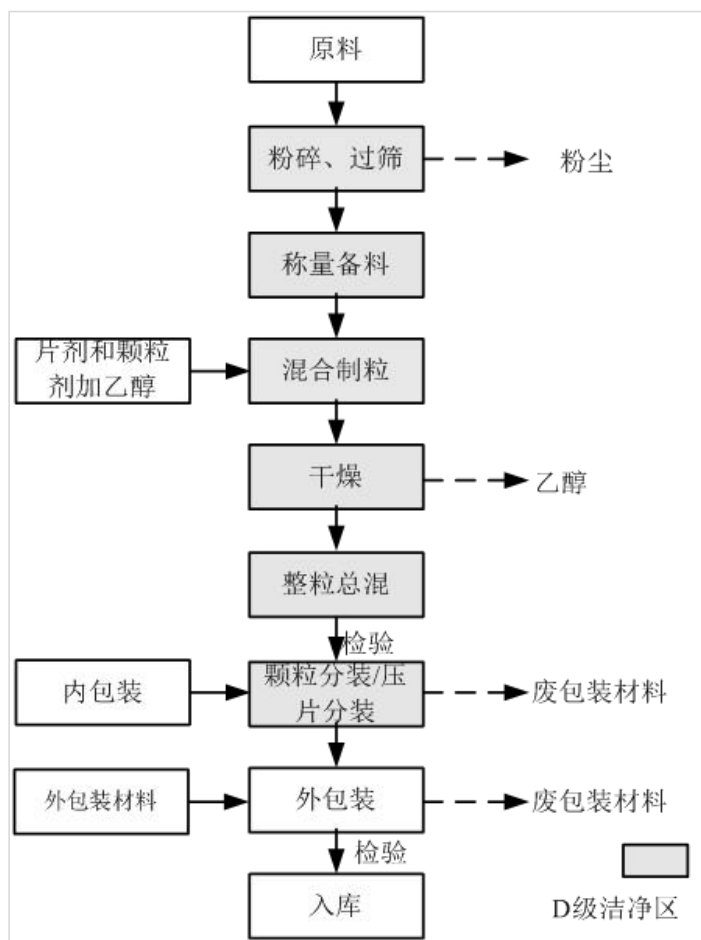 原料
粉碎、过筛
粉尘
称量备料
片剂和颗粒
剂加乙醇
混合制粒
干燥
乙醇
整粒总混
检验
内包装
颗粒分装/压
片分装
废包装材料
外包装材料
外包装
废包装材料
检验
入库
D级洁净区